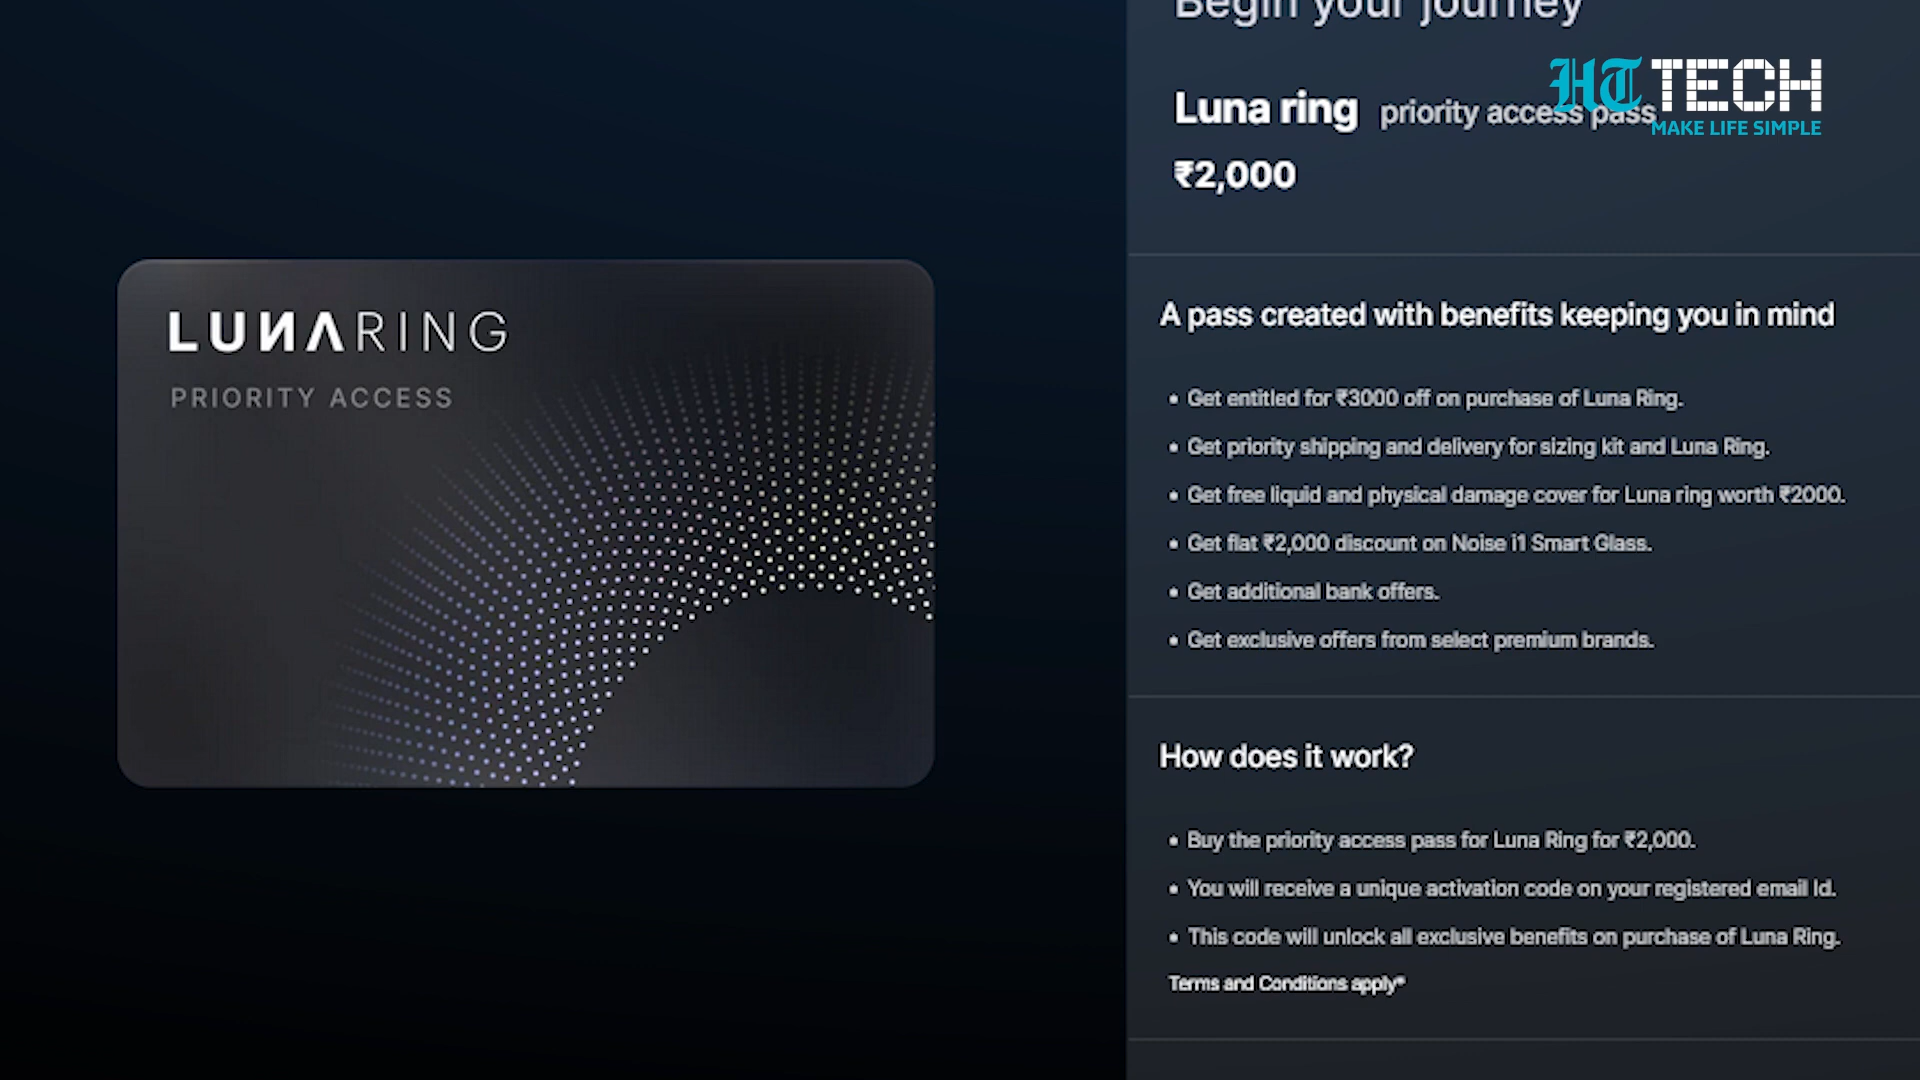 Begin your journey
HT TECH
MAKE LIFE SIMPLE
Luna ring priority access pass
₹2,000
LUNARING
PRIORITY ACCESS
A pass created with benefits keeping you in mind
• Get entitled for ₹3000 off on purchase of Luna Ring.
• Get priority shipping and delivery for sizing kit and Luna Ring.
• Get free liquid and physical damage cover for Luna ring worth ₹2000.
• Get flat ₹2,000 discount on Noise i1 Smart Glass.
• Get additional bank offers.
• Get exclusive offers from select premium brands.
How does it work?
• Buy the priority access pass for Luna Ring for ₹2,000.
• You will receive a unique activation code on your registered email Id.
• This code will unlock all exclusive benefits on purchase of Luna Ring.
Terms and Conditions apply*